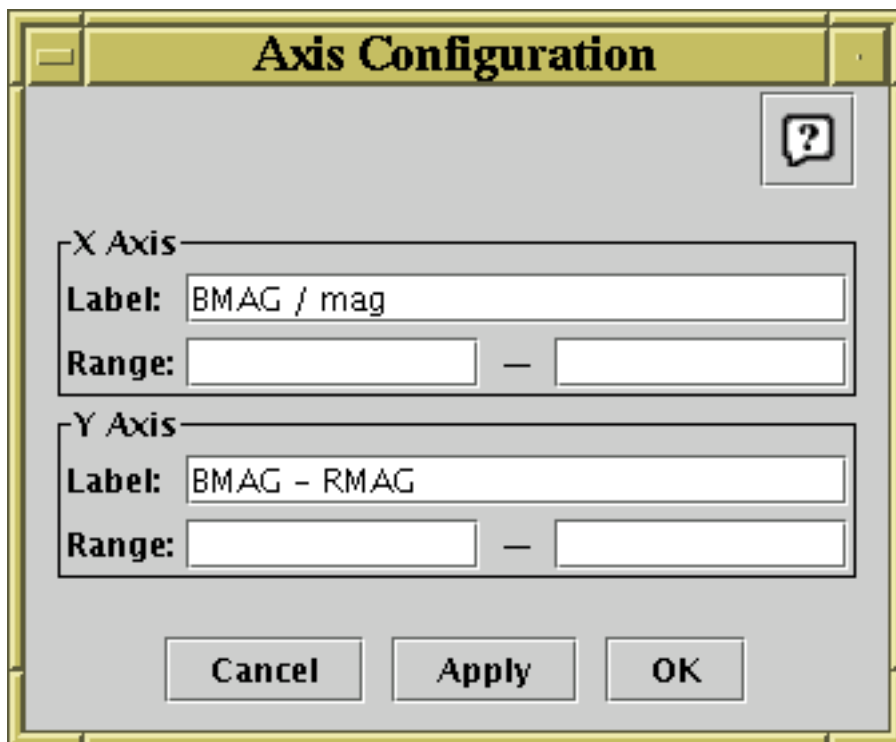 Axis Configuration
?
X Axis
Label: BMAG / mag
Range: —
Y Axis
Label: BMAG - RMAG
Range: —
Cancel Apply OK